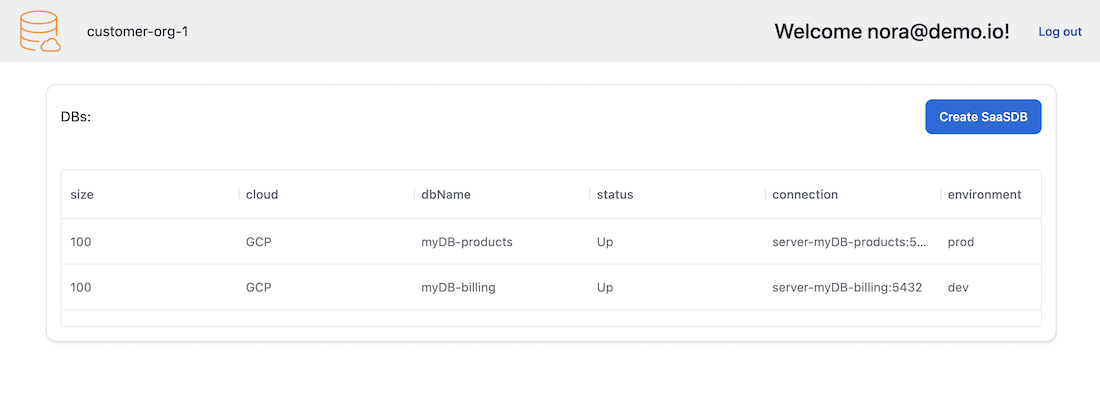 customer-org-1 Welcome nora@demo.io! Log out
DBs: Create SaaSDB
size cloud dbName status connection environment
100 GCP myDB-products Up server-myDB-products:5... prod
100 GCP myDB-billing Up server-myDB-billing:5432 dev